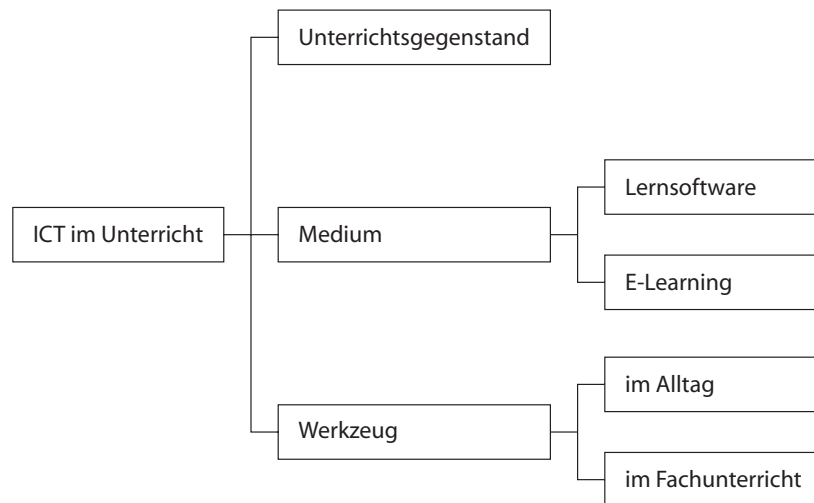 Unterrichtsgegenstand
Lernsoftware
ICT im Unterricht
Medium
E-Learning
im Alltag
Werkzeug
im Fachunterricht